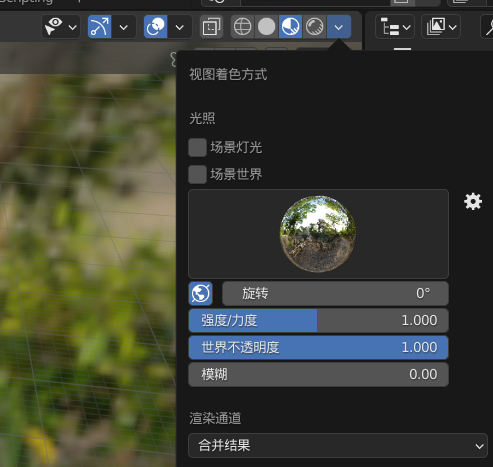 视图着色方式
光照
场景灯光
场景世界
旋转 0°
强度/力度 1.000
世界不透明度 1.000
模糊 0.00
渲染通道
合并结果